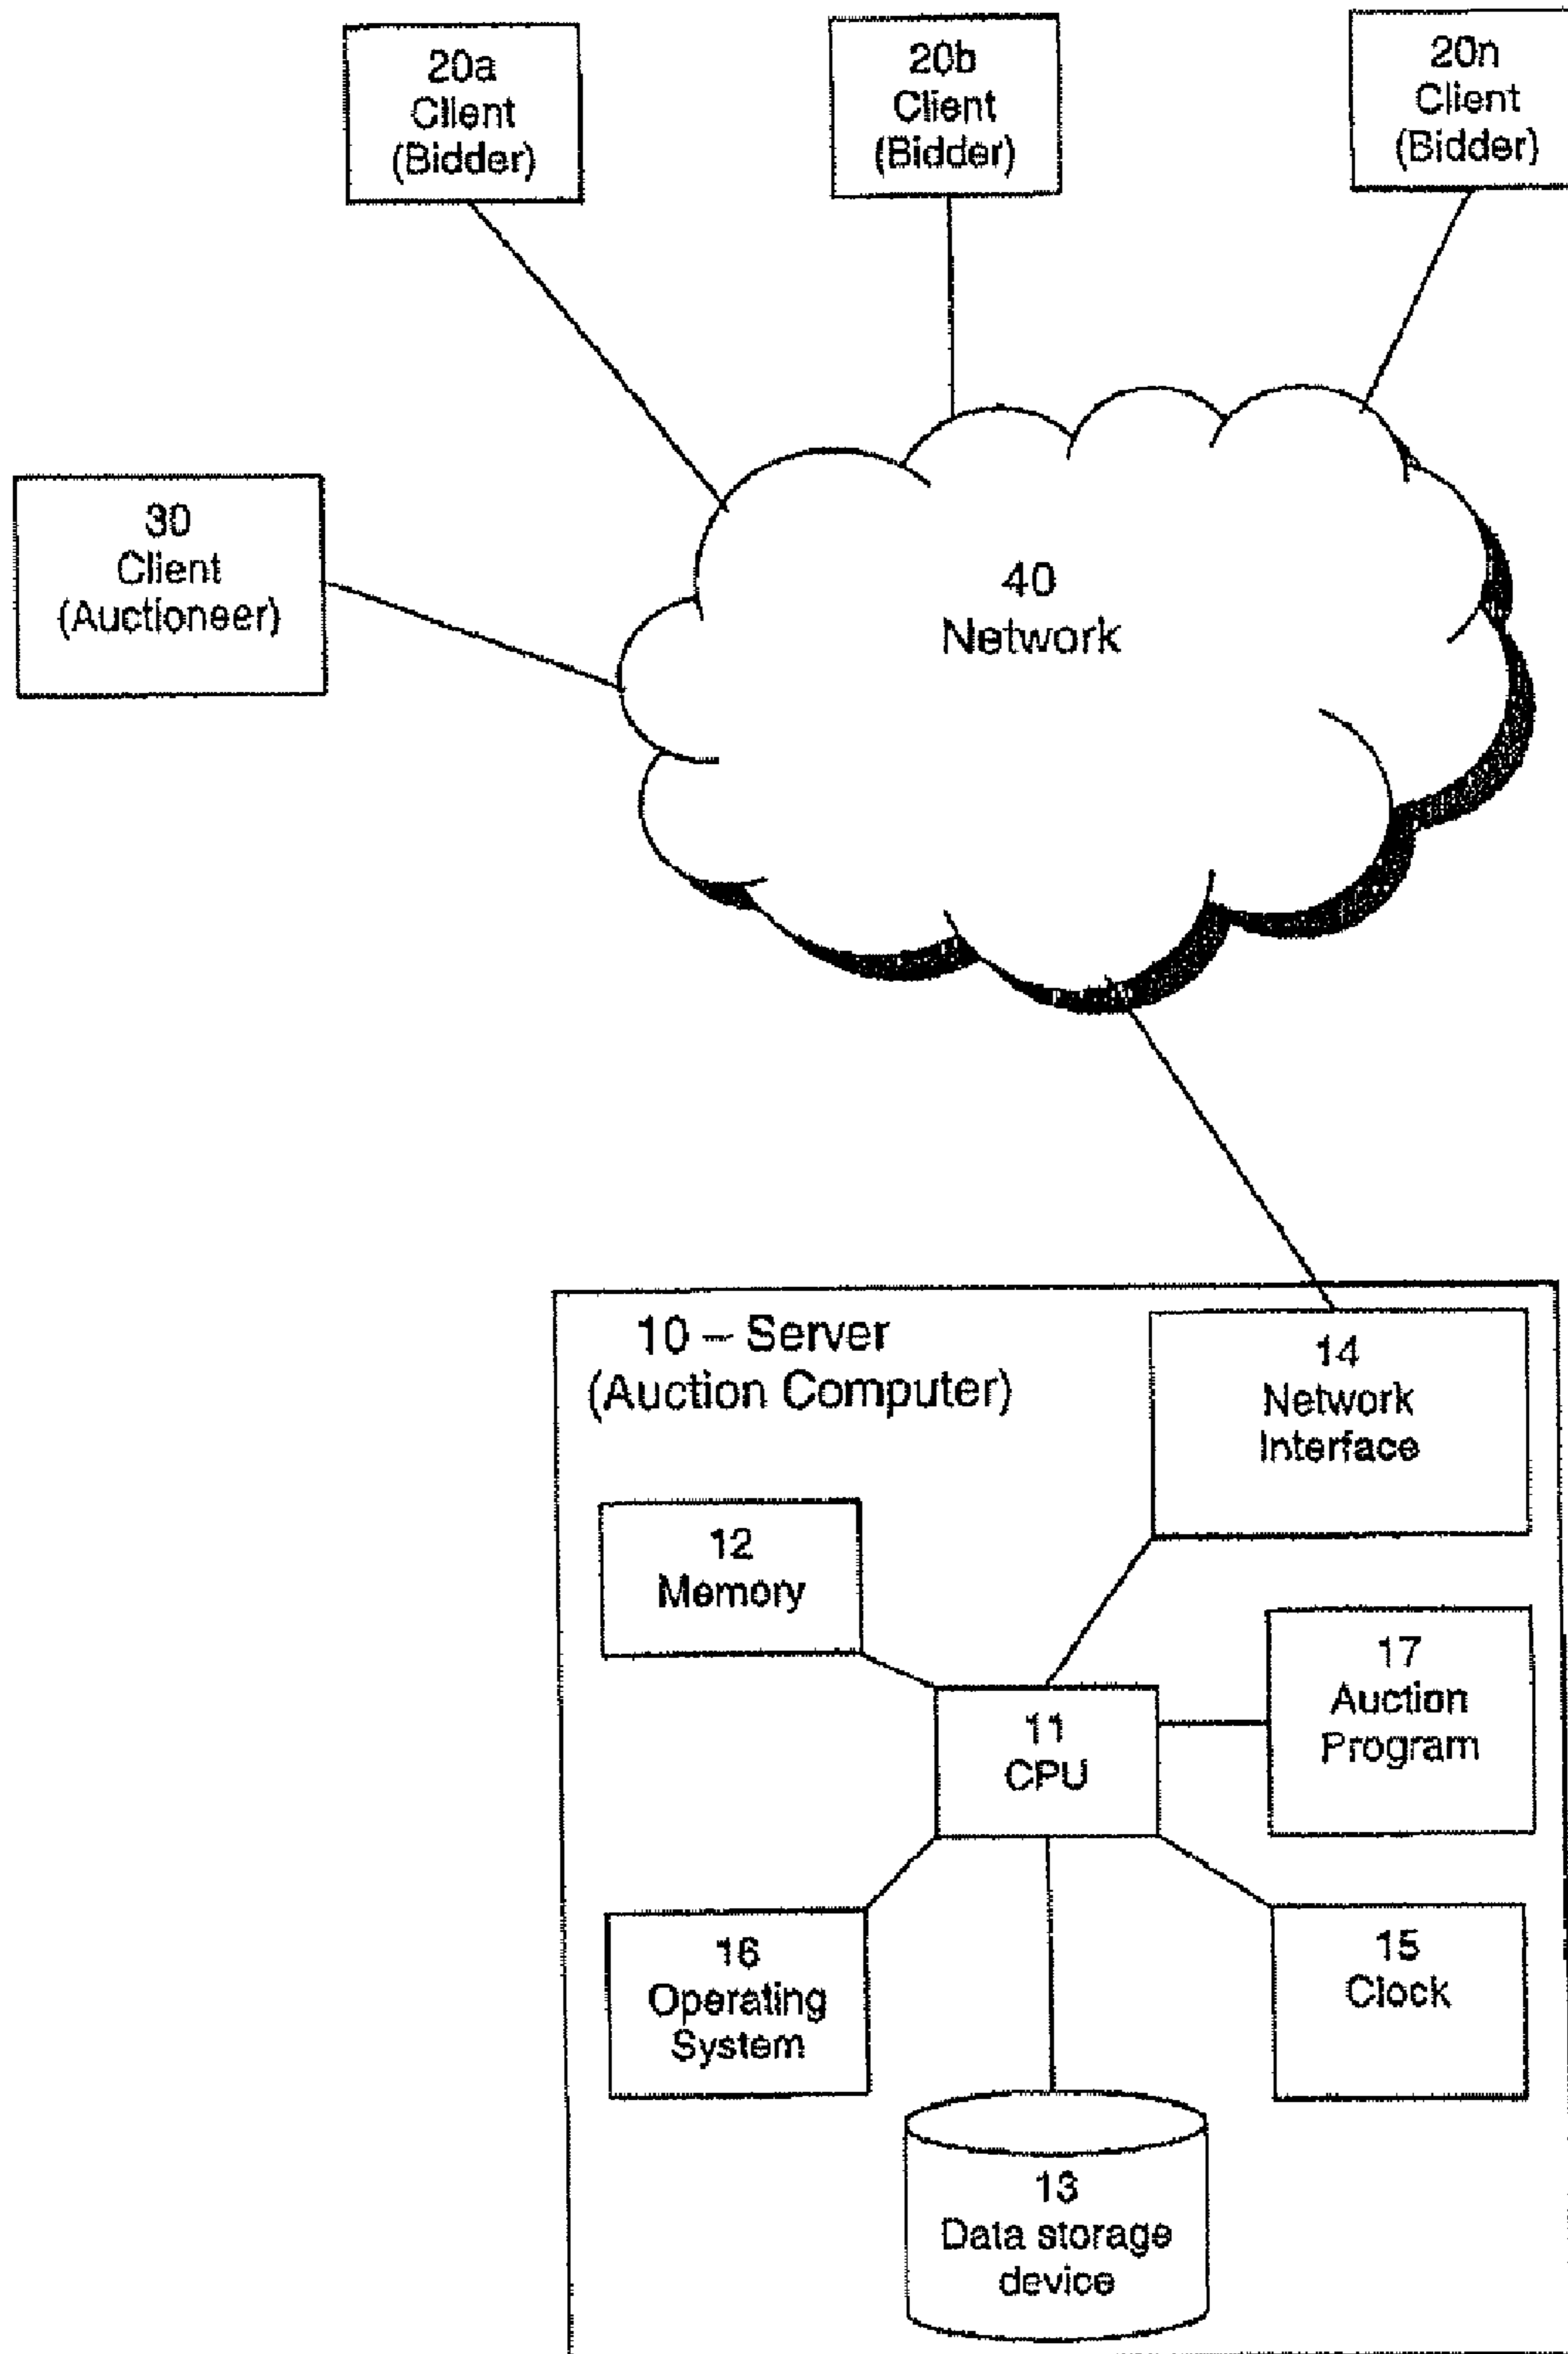 20a
Client
(Bidder)
20b
Client
(Bidder)
20n
Client
(Bidder)
30
Client
(Auctioneer)
40
Network
10 – Server
(Auction Computer)
14
Network
Interface
12
Memory
17
Auction
Program
11
CPU
16
Operating
System
15
Clock
13
Data storage
device